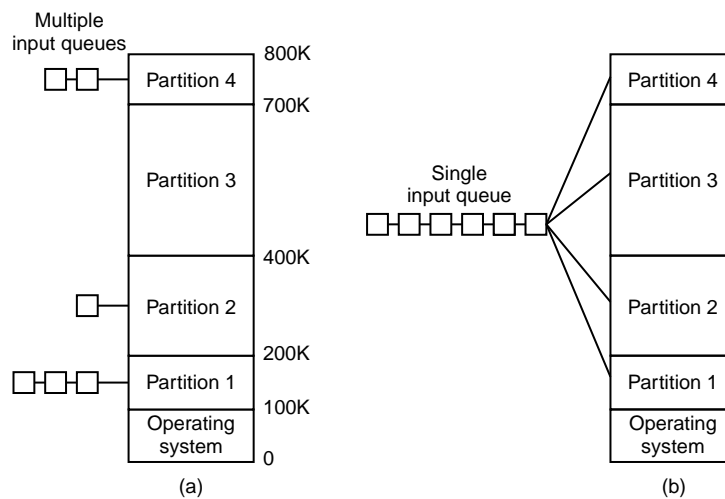 Multiple
input queues
800K
Partition 4
700K
Partition 3
400K
Partition 2
200K
Partition 1
100K
Operating
system
0
(a)
Single
input queue
Partition 4
Partition 3
Partition 2
Partition 1
Operating
system
(b)